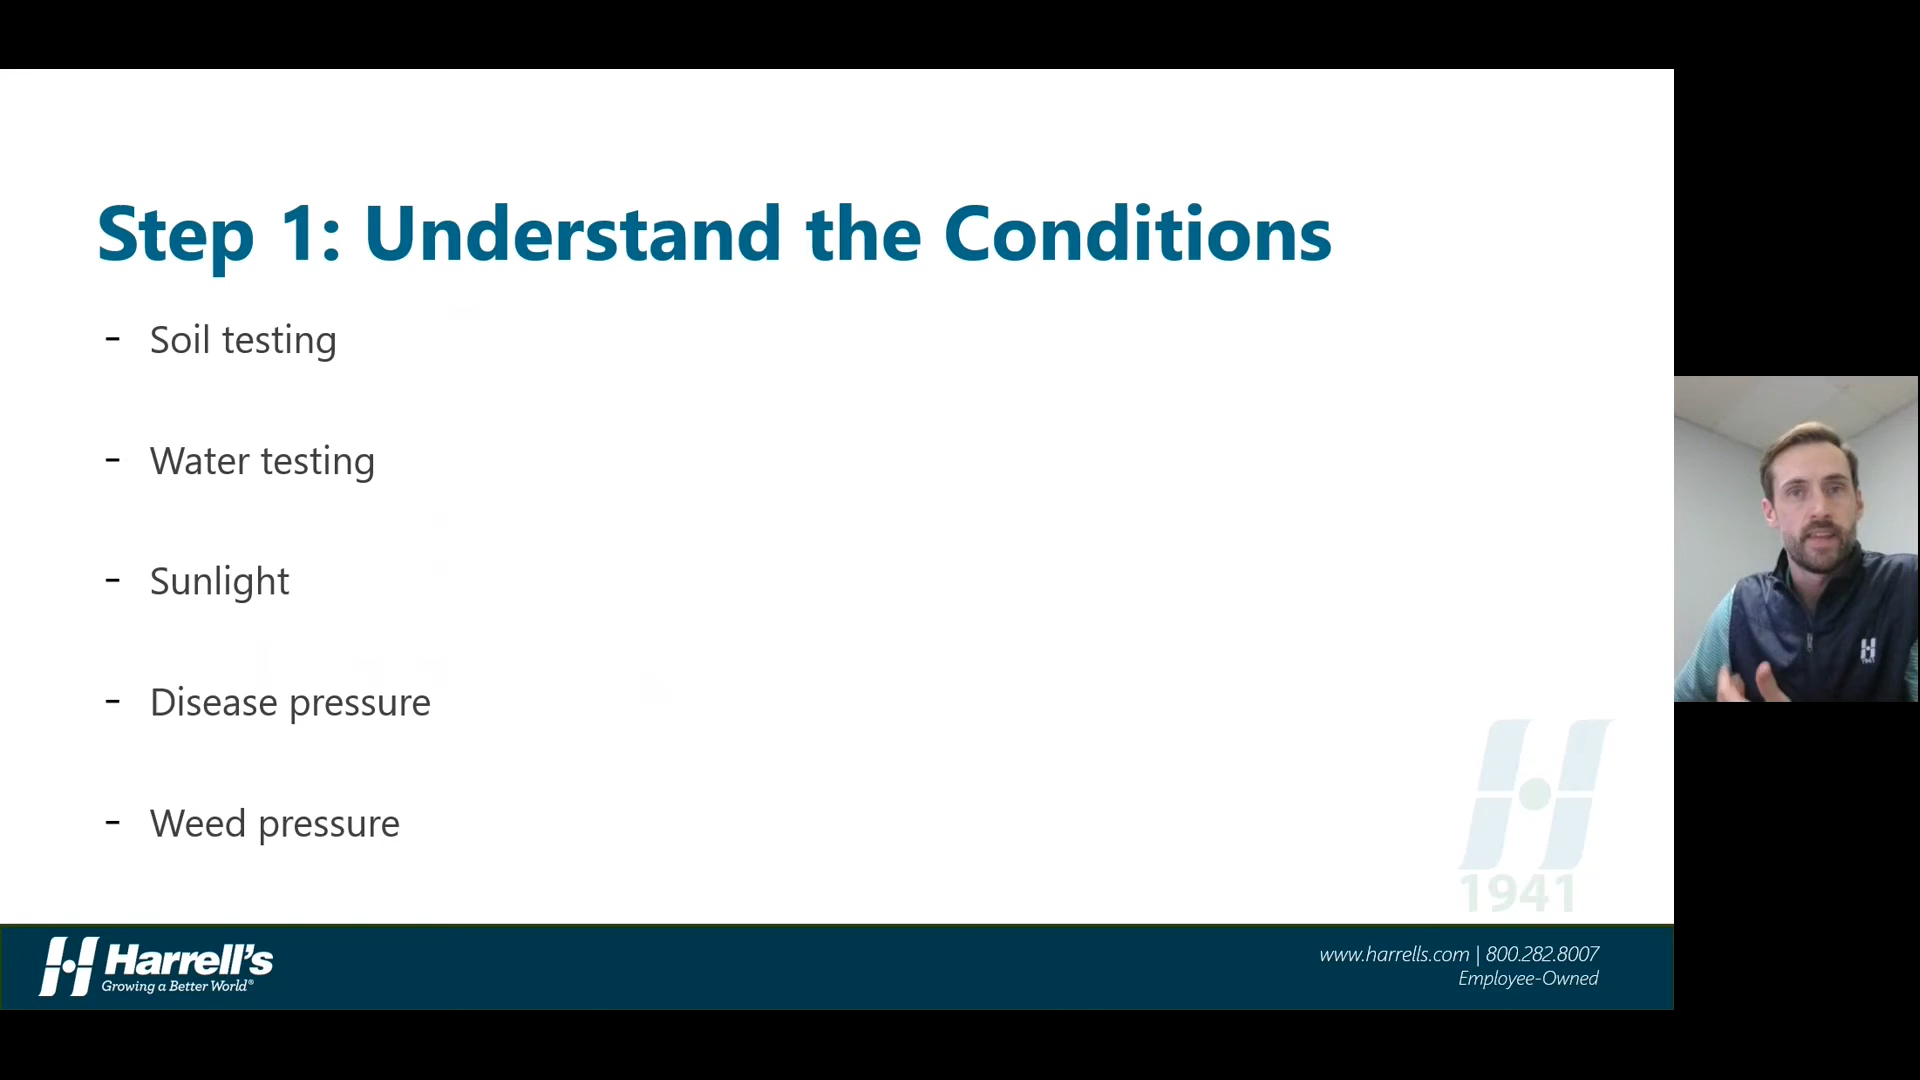 Step 1: Understand the Conditions
- Soil testing
- Water testing
- Sunlight
- Disease pressure
- Weed pressure
1941
Harrell's
Growing a Better World®
www.harrells.com | 800.282.8007
Employee-Owned
H
1941